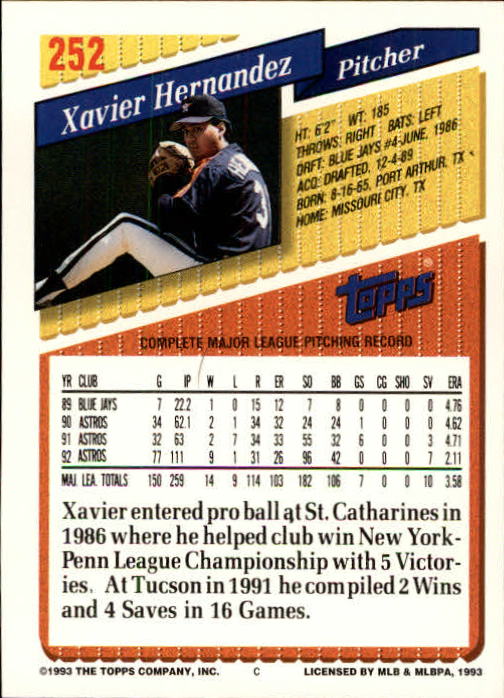 252
Xavier Hernandez
Pitcher
HT: 6'2" WT: 185
THROWS: RIGHT BATS: LEFT
DRFT: BLUE JAYS #4-JUNE, 1986
ACQ: DRAFTED, 12-4-89
BORN: 8-16-65, PORT ARTHUR, TX
HOME: MISSOURI CITY, TX
Topps
COMPLETE MAJOR LEAGUE PITCHING RECORD
YR CLUB G IP W L R ER SO BB GS CG SHO SV ERA
89 BLUE JAYS 7 22.2 1 0 15 12 7 8 0 0 0 0 4.76
90 ASTROS 34 62.1 2 1 34 32 24 24 1 0 0 0 4.62
91 ASTROS 32 63 2 7 34 33 55 32 6 0 0 3 4.71
92 ASTROS 77 111 9 1 31 26 96 42 0 0 0 7 2.11
MAJ. LEA. TOTALS 150 259 14 9 114 103 182 106 7 0 0 10 3.58
Xavier entered pro ball at St. Catharines in
1986 where he helped club win New York-
Penn League Championship with 5 Victor-
ies. At Tucson in 1991 he compiled 2 Wins
and 4 Saves in 16 Games.
©1993 THE TOPPS COMPANY, INC. C LICENSED BY MLB & MLBPA, 1993